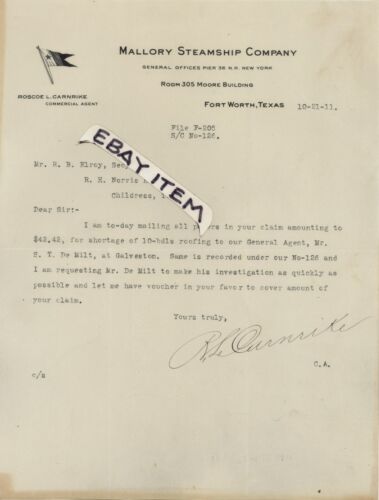 MALLORY STEAMSHIP COMPANY
GENERAL OFFICES PIER 36 N.R. NEW YORK
ROOM 305 MOORE BUILDING
ROSCOE L. CARNRIKE
COMMERCIAL AGENT
FORT WORTH, TEXAS 10-21-11.
File F-205
S/C No-126.
EBAY ITEM
Mr. R. B. Elroy, Sec
R. H. Norris
Childress,
Dear Sir:-
I am to-day mailing all papers in your claim amounting to
$42.42, for shortage of 10-bdls roofing to our General Agent, Mr.
S. T. De Milt, at Galveston. Same is recorded under our No-126 and
I am requesting Mr. De Milt to make his investigation as quickly as
possible and let me have voucher in your favor to cover amount of
your claim.
Yours truly,
R L Carnrike
C.A.